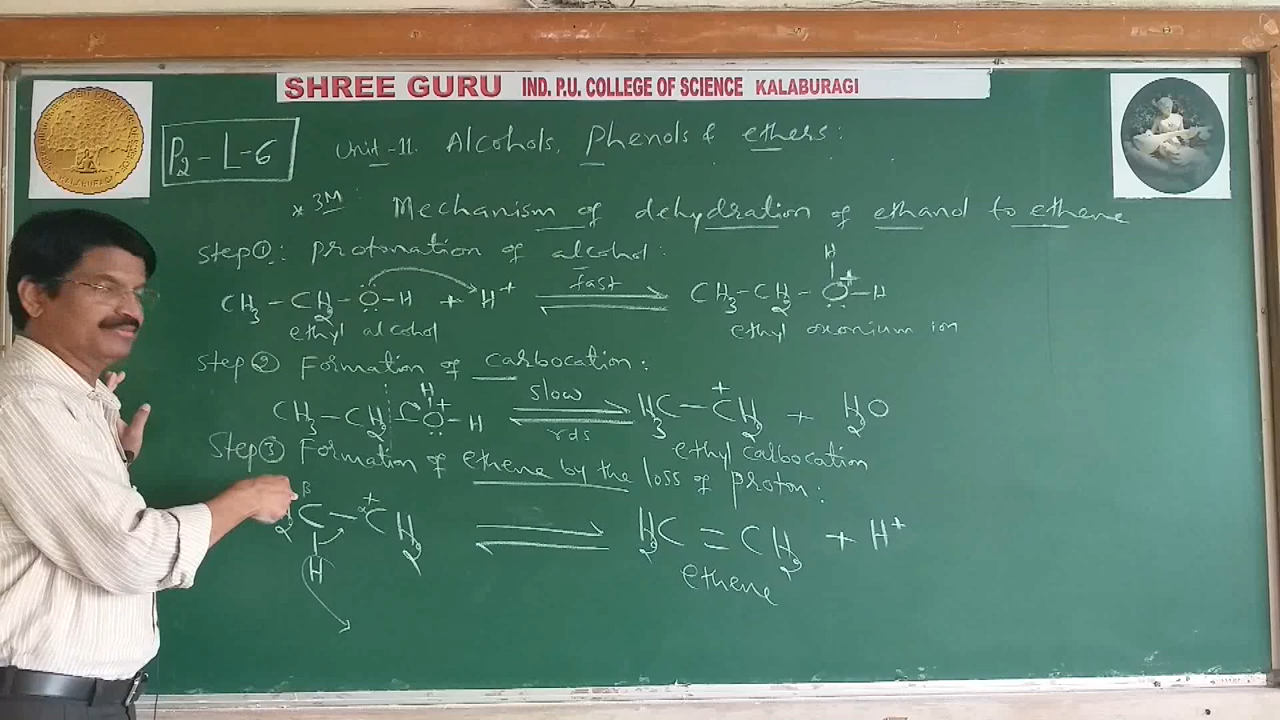 SHREE GURU IND. P.U. COLLEGE OF SCIENCE KALABURAGI
P₂ - L - 6
Unit - 11. Alcohols, Phenols & ethers:
* 3M Mechanism of dehydration of ethanol to ethene
Step ①: protonation of alcohol:
CH₃ - CH₂ - Ö - H + H⁺ ⇌ fast CH₃ - CH₂ - O⁺(H) - H
ethyl alcohol ethyl oxonium ion
Step ② Formation of carbocation:
CH₃ - CH₂ - O⁺(H) - H ⇌ slow rds H₃C - C⁺H₂ + H₂O
ethyl carbocation
Step ③ Formation of ethene by the loss of proton:
β α
H₂C - C⁺H₂ ⇌ H₂C = CH₂ + H⁺
H
ethene